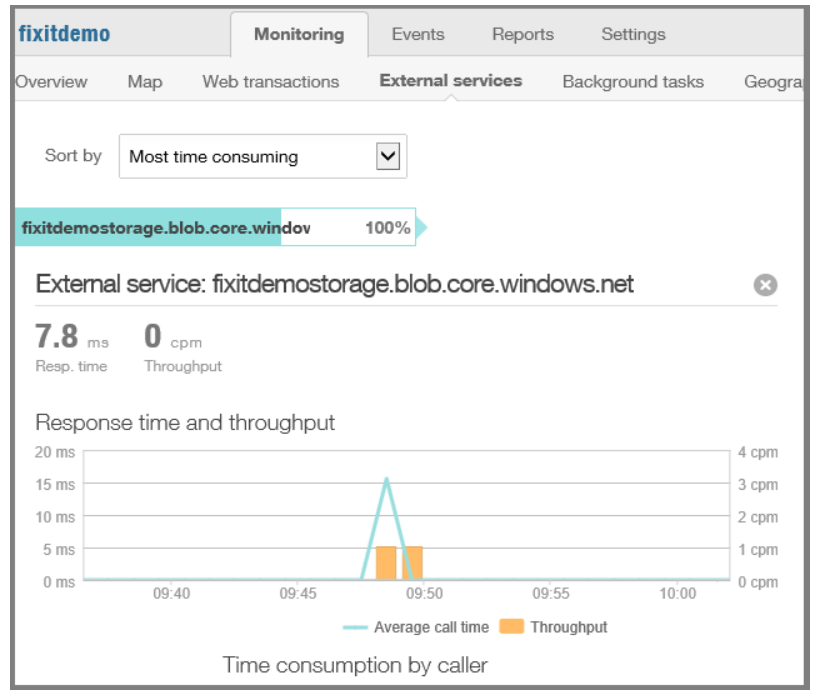 fixitdemo Monitoring Events Reports Settings
Overview Map Web transactions External services Background tasks Geogra
Sort by Most time consuming
fixitdemostorage.blob.core.window 100%
External service: fixitdemostorage.blob.core.windows.net
7.8 ms 0 cpm
Resp. time Throughput
Response time and throughput
20 ms 4 cpm
15 ms 3 cpm
10 ms 2 cpm
5 ms 1 cpm
0 ms 0 cpm
09:40 09:45 09:50 09:55 10:00
Average call time Throughput
Time consumption by caller